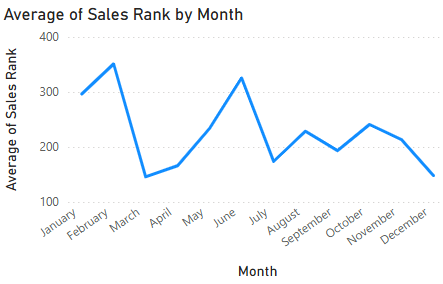 Average of Sales Rank by Month
Average of Sales Rank
400
300
200
100
January
February
March
April
May
June
July
August
September
October
November
December
Month